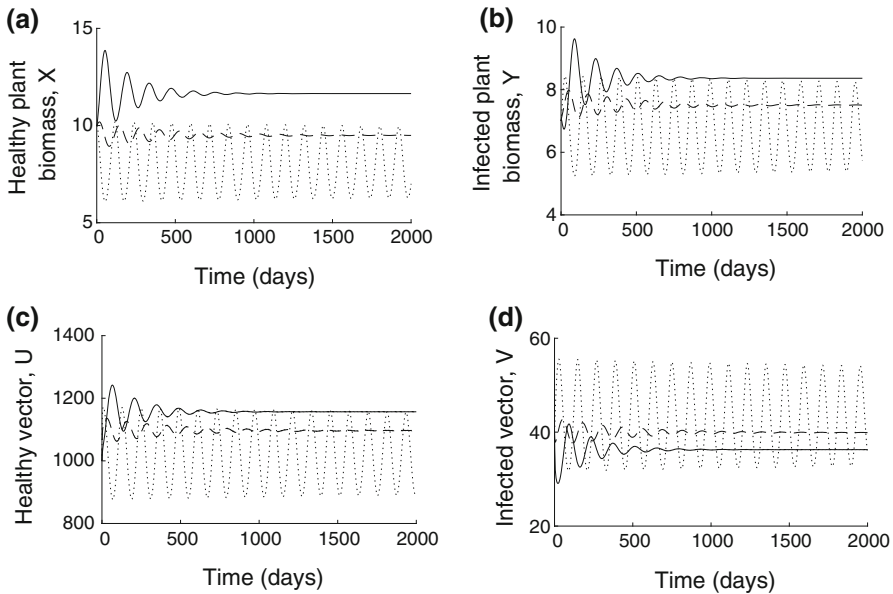 (a)
Healthy plant
biomass, X
15
10
5
0
500
1000
1500
2000
Time (days)
(b)
Infected plant
biomass, Y
10
8
6
4
0
500
1000
1500
2000
Time (days)
(c)
Healthy vector, U
1400
1200
1000
800
0
500
1000
1500
2000
Time (days)
(d)
Infected vector, V
60
40
20
0
500
1000
1500
2000
Time (days)